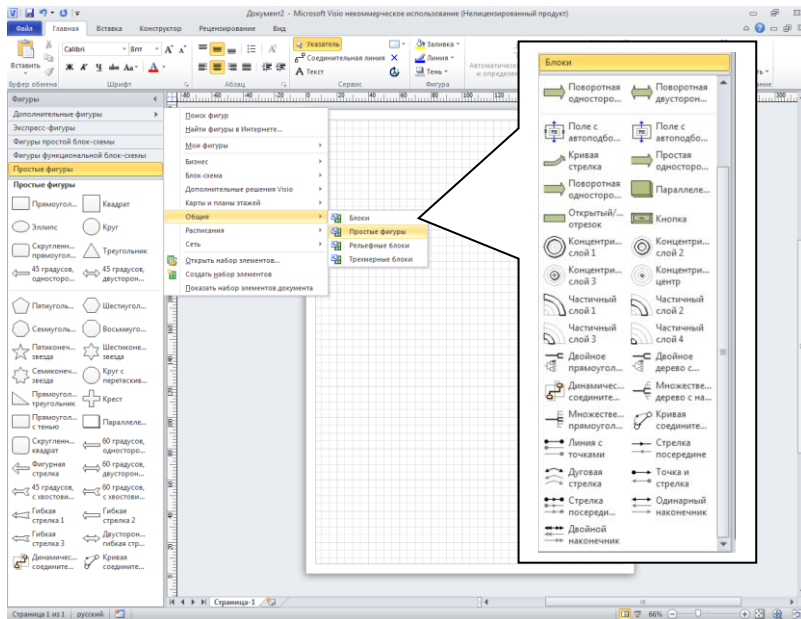 Документ2 - Microsoft Visio некоммерческое использование (Нелицензированный продукт)
Файл Главная Вставка Конструктор Рецензирование Вид
Вставить
Буфер обмена
Calibri 8пт
Ж К Ч abc Aa A
Шрифт
Абзац
Указатель
Соединительная линия
А Текст
Сервис
Заливка
Линия
Тень
Фигура
Автоматическ
и определен
Фигуры
Дополнительные фигуры
Экспресс-фигуры
Фигуры простой блок-схемы
Фигуры функциональной блок-схемы
Простые фигуры
Простые фигуры
Прямоугол... Квадрат
Эллипс Круг
Скругленн... прямоугол... Треугольник
45 градусов, односторо... 45 градусов, двусторон...
Пятиуголь... Шестиугол...
Семиуголь... Восьмиуго...
Пятиконеч... звезда Шестиконе... звезда
Семиконеч... звезда Круг с перетаскив...
Прямоугол... треугольник Крест
Прямоугол... с тенью Параллеле...
Скругленн... квадрат 60 градусов, односторо...
Фигурная стрелка 60 градусов, двусторон...
45 градусов, с хвостови... 60 градусов, с хвостови...
Гибкая стрелка 1 Гибкая стрелка 2
Гибкая стрелка 3 Двусторон... гибкая стр...
Динамичес... соедините... Кривая соедините...
Поиск фигур
Найти фигуры в Интернете...
Мои фигуры
Бизнес
Блок-схема
Дополнительные решения Visio
Карты и планы этажей
Общие
Расписания
Сеть
Открыть набор элементов...
Создать набор элементов
Показать набор элементов документа
Блоки
Простые фигуры
Рельефные блоки
Трехмерные блоки
Блоки
Поворотная односторо... Поворотная двусторон...
Поле с автоподбо... Поле с автоподбо...
Кривая стрелка Простая односторо...
Поворотная односторо... Параллеле...
Открытый/... отрезок Кнопка
Концентри... слой 1 Концентри... слой 2
Концентри... слой 3 Концентри... центр
Частичный слой 1 Частичный слой 2
Частичный слой 3 Частичный слой 4
Двойное прямоугол... Двойное дерево с...
Динамичес... соедините... Множестве... дерево с на...
Множестве... прямоугол... Кривая соедините...
Линия с точками Стрелка посередине
Дуговая стрелка Точка и стрелка
Стрелка посереди... Одинарный наконечник
Двойной наконечник
Страница-1
Страница 1 из 1 русский
66%